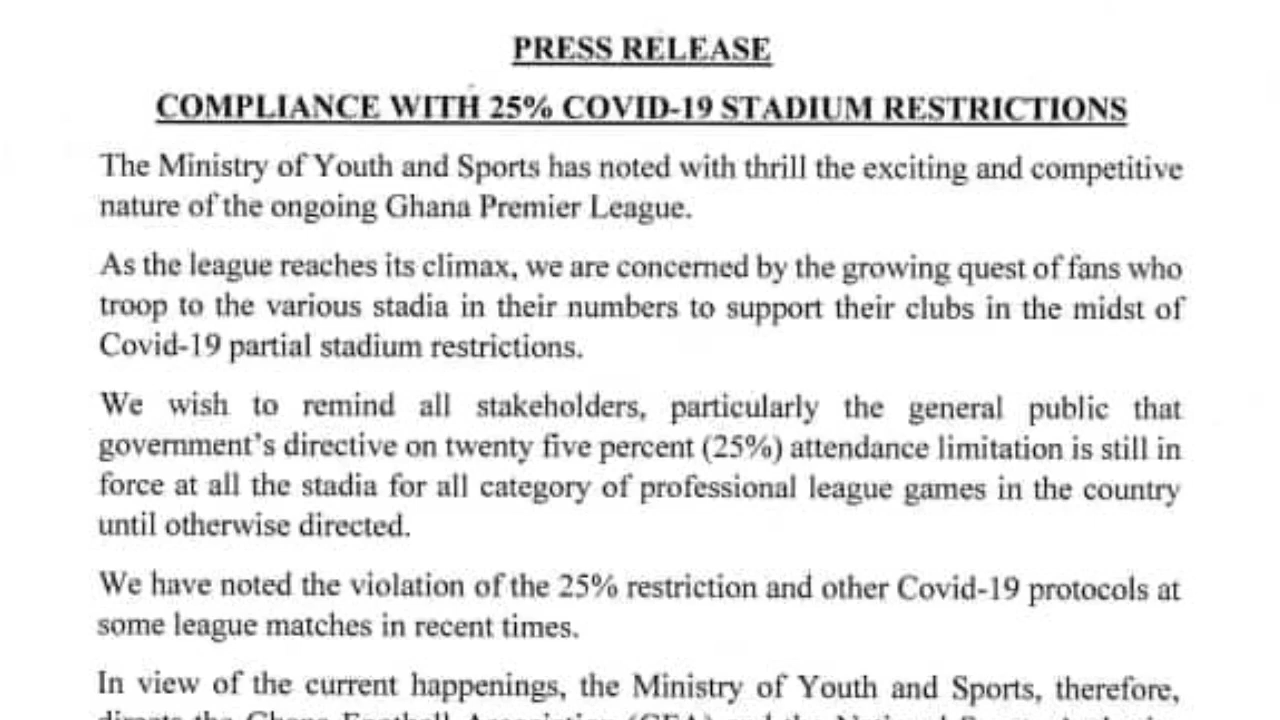 PRESS RELEASE
COMPLIANCE WITH 25% COVID-19 STADIUM RESTRICTIONS
The Ministry of Youth and Sports has noted with thrill the exciting and competitive
nature of the ongoing Ghana Premier League.
As the league reaches its climax, we are concerned by the growing quest of fans who
troop to the various stadia in their numbers to support their clubs in the midst of
Covid-19 partial stadium restrictions.
We wish to remind all stakeholders, particularly the general public that
government's directive on twenty five percent (25%) attendance limitation is still in
force at all the stadia for all category of professional league games in the country
until otherwise directed.
We have noted the violation of the 25% restriction and other Covid-19 protocols at
some league matches in recent times.
In view of the current happenings, the Ministry of Youth and Sports, therefore,